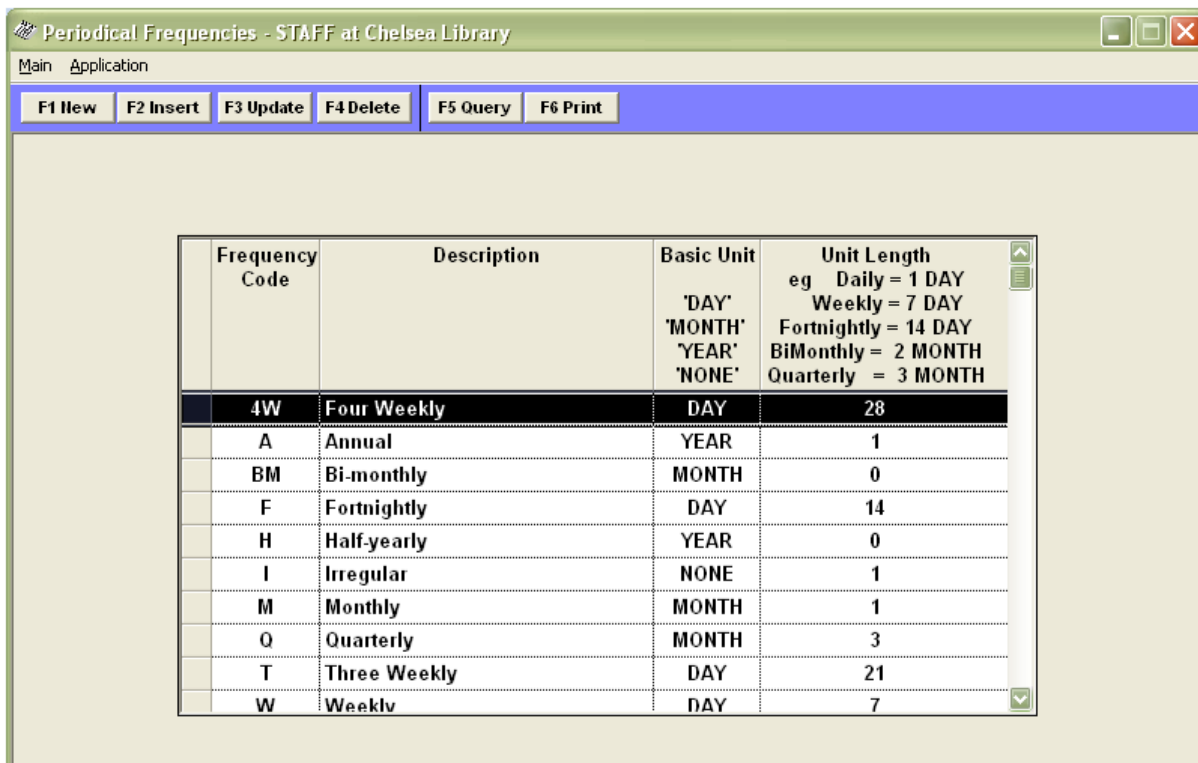 Periodical Frequencies - STAFF at Chelsea Library
Main Application
F1 New F2 Insert F3 Update F4 Delete F5 Query F6 Print
Frequency Description Basic Unit Unit Length
Code eg Daily = 1 DAY
'DAY' Weekly = 7 DAY
'MONTH' Fortnightly = 14 DAY
'YEAR' BiMonthly = 2 MONTH
'NONE' Quarterly = 3 MONTH
4W Four Weekly DAY 28
A Annual YEAR 1
BM Bi-monthly MONTH 0
F Fortnightly DAY 14
H Half-yearly YEAR 0
I Irregular NONE 1
M Monthly MONTH 1
Q Quarterly MONTH 3
T Three Weekly DAY 21
W Weekly DAY 7